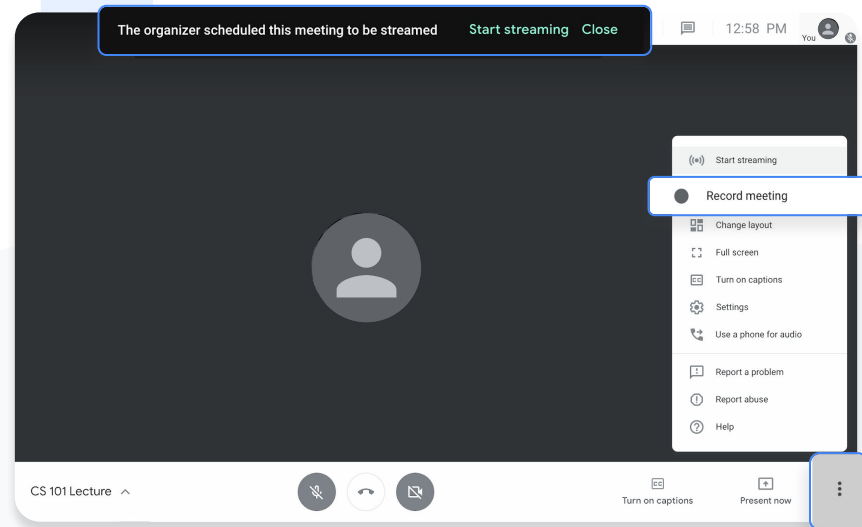 The organizer scheduled this meeting to be streamed Start streaming Close
12:58 PM
You
Start streaming
Record meeting
Change layout
Full screen
CC Turn on captions
Settings
Use a phone for audio
Report a problem
Report abuse
Help
CS 101 Lecture
CC
Turn on captions
Present now